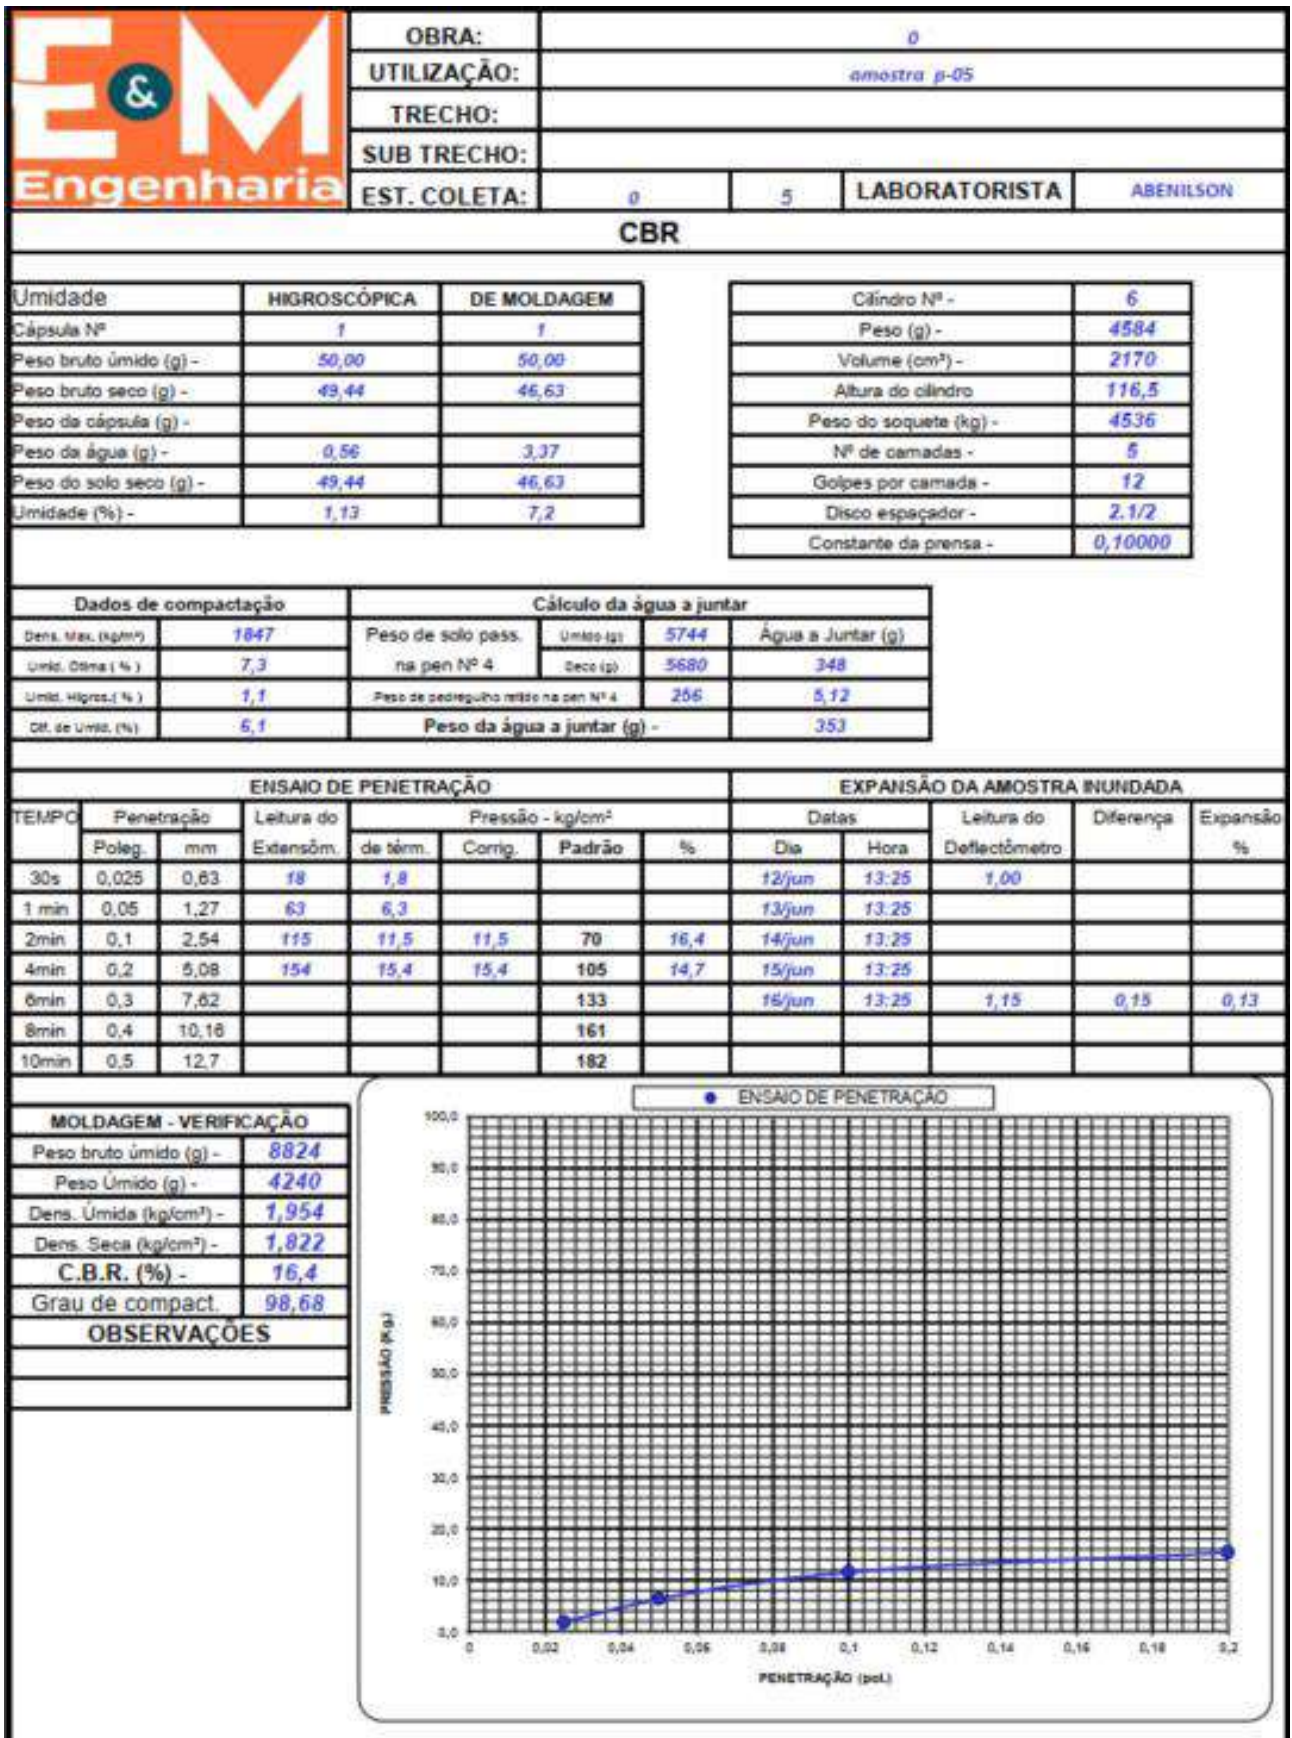 E&M
Engenharia
OBRA: 0
UTILIZAÇÃO: amostra p-05
TRECHO:
SUB TRECHO:
EST. COLETA: 0 5 LABORATORISTA ABENILSON
CBR
Umidade HIGROSCÓPICA DE MOLDAGEM
Cápsula Nº 1 1
Peso bruto úmido (g) - 50,00 50,00
Peso bruto seco (g) - 49,44 46,63
Peso da cápsula (g) -
Peso da água (g) - 0,56 3,37
Peso do solo seco (g) - 49,44 46,63
Umidade (%) - 1,13 7,2
Cilindro Nº - 6
Peso (g) - 4584
Volume (cm³) - 2170
Altura do cilindro 116,5
Peso do soquete (kg) - 4536
Nº de camadas - 5
Golpes por camada - 12
Disco espaçador - 2.1/2
Constante da prensa - 0,10000
Dados de compactação Cálculo da água a juntar
Dens. Max. (kg/m³) 1847 Peso de solo pass. Úmido (g) 5744 Água a Juntar (g)
Umid. Ótima ( % ) 7,3 na pen Nº 4 Seco (g) 5680 348
Umid. Higros.( % ) 1,1 Peso de pedregulho retido na pen Nº 4 256 5,12
Dif. de Umid. (%) 6,1 Peso da água a juntar (g) - 353
ENSAIO DE PENETRAÇÃO EXPANSÃO DA AMOSTRA INUNDADA
TEMPO Penetração Leitura do Pressão - kg/cm² Datas Leitura do Diferença Expansão
Poleg. mm Extensôm. de térm. Corrig. Padrão % Dia Hora Deflectômetro %
30s 0,025 0,63 18 1,8 12/jun 13:25 1,00
1 min 0,05 1,27 63 6,3 13/jun 13:25
2min 0,1 2,54 115 11,5 11,5 70 16,4 14/jun 13:25
4min 0,2 5,08 154 15,4 15,4 105 14,7 15/jun 13:25
6min 0,3 7,62 133 16/jun 13:25 1,15 0,15 0,13
8min 0,4 10,16 161
10min 0,5 12,7 182
MOLDAGEM - VERIFICAÇÃO
Peso bruto úmido (g) - 8824
Peso Úmido (g) - 4240
Dens. Úmida (kg/cm³) - 1,954
Dens. Seca (kg/cm³) - 1,822
C.B.R. (%) - 16,4
Grau de compact. 98,68
OBSERVAÇÕES
ENSAIO DE PENETRAÇÃO
100,0
90,0
80,0
70,0
60,0
50,0
40,0
30,0
20,0
10,0
0,0
PRESSÃO (Kg.)
0 0,02 0,04 0,06 0,08 0,1 0,12 0,14 0,16 0,18 0,2
PENETRAÇÃO (pol.)